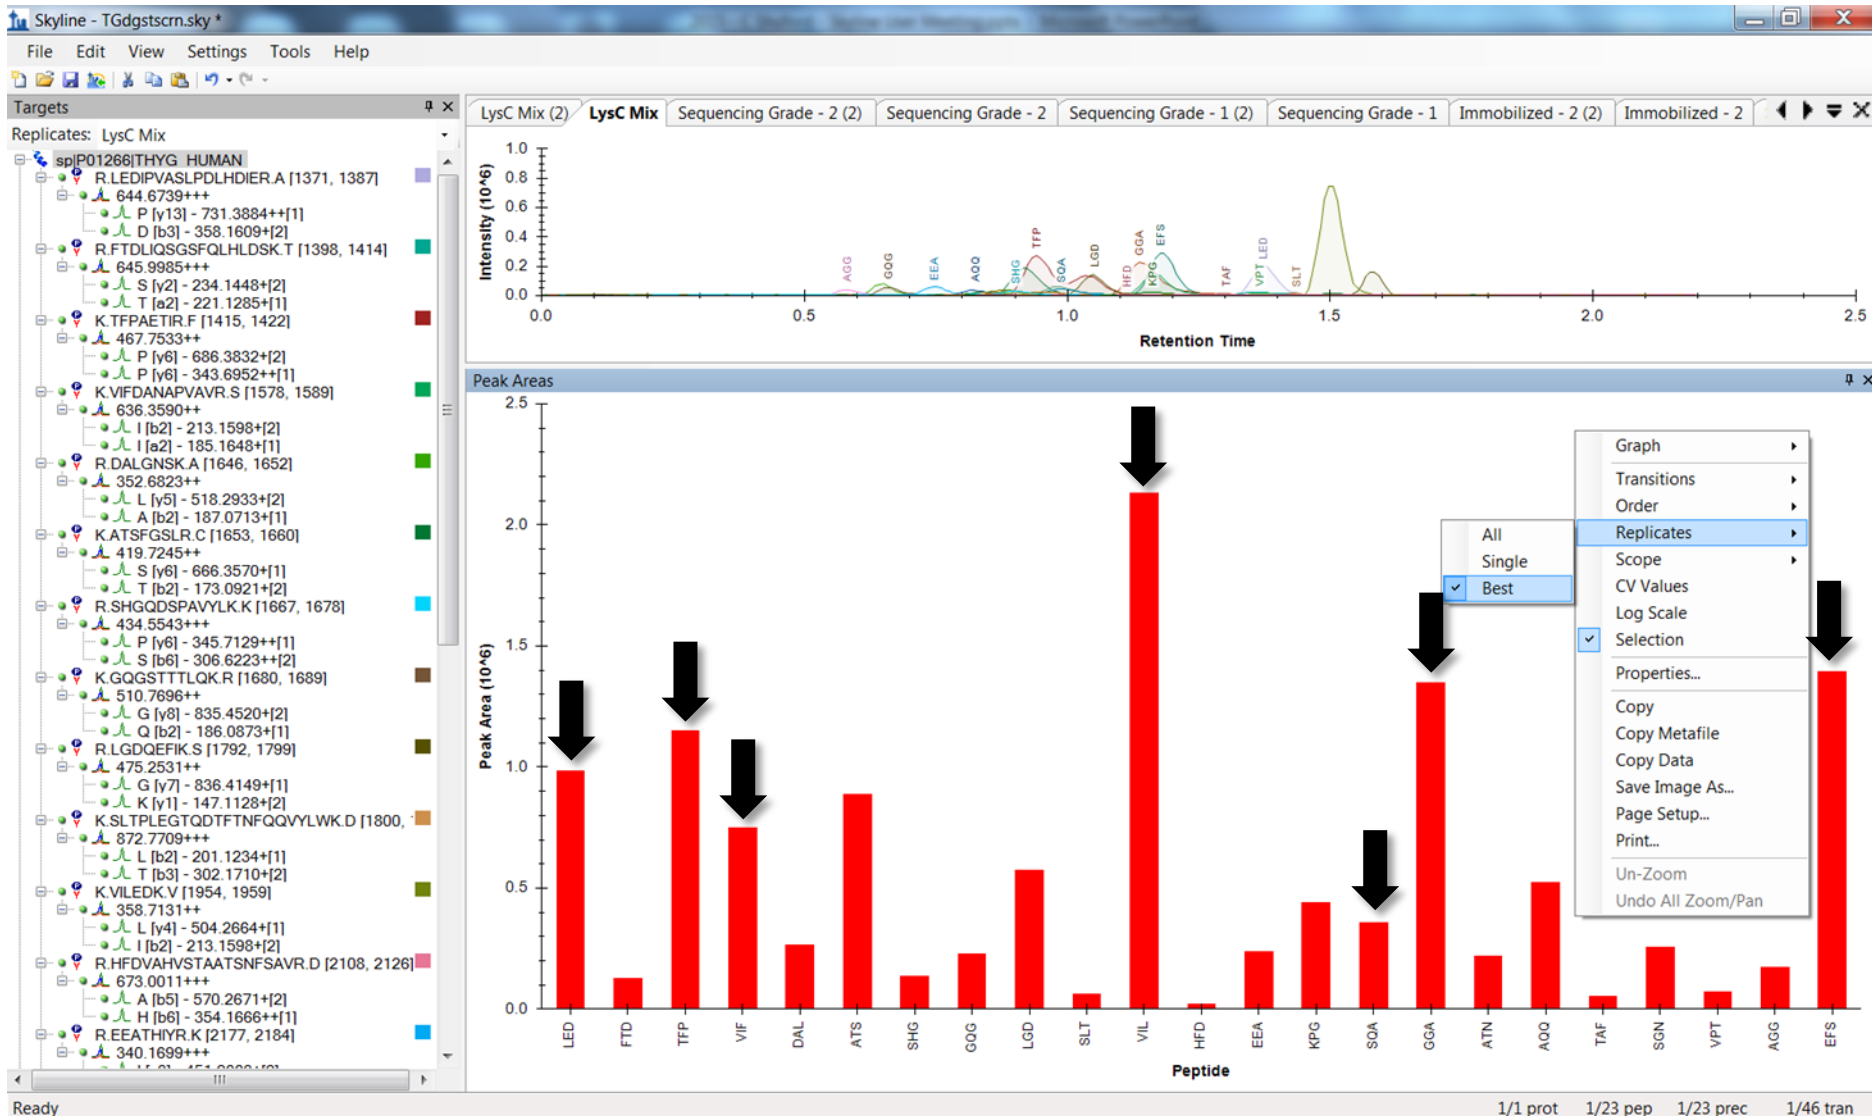 Skyline - TGdgstscrn.sky *
File Edit View Settings Tools Help
Targets
Replicates: LysC Mix
sp|P01266|THYG_HUMAN
R.LEDIPVASLPDLHDIER.A [1371, 1387]
644.6739+++
P [y13] - 731.3884++[1]
D [b3] - 358.1609+[2]
R.FTDLIQSGSFQLHLDSK.T [1398, 1414]
645.9985+++
S [y2] - 234.1448+[2]
T [a2] - 221.1285+[1]
K.TFPAETIR.F [1415, 1422]
467.7533++
P [y6] - 686.3832+[2]
P [y6] - 343.6952++[1]
K.VIFDANAPVAVR.S [1578, 1589]
636.3590++
I [b2] - 213.1598+[2]
I [a2] - 185.1648+[1]
R.DALGNSK.A [1646, 1652]
352.6823++
L [y5] - 518.2933+[2]
A [b2] - 187.0713+[1]
K.ATSFGSLR.C [1653, 1660]
419.7245++
S [y6] - 666.3570+[1]
T [b2] - 173.0921+[2]
R.SHGQDSPAVYLK.K [1667, 1678]
434.5543+++
P [y6] - 345.7129++[1]
S [b6] - 306.6223++[2]
K.GQGSTTTLQK.R [1680, 1689]
510.7696++
G [y8] - 835.4520+[2]
Q [b2] - 186.0873+[1]
R.LGDQEFIK.S [1792, 1799]
475.2531++
G [y7] - 836.4149+[1]
K [y1] - 147.1128+[2]
K.SLTPLEGTQDTFTNFQQVYLWK.D [1800,
872.7709+++
L [b2] - 201.1234+[1]
T [b3] - 302.1710+[2]
K.VILEDK.V [1954, 1959]
358.7131++
L [y4] - 504.2664+[1]
I [b2] - 213.1598+[2]
R.HFDVAHVSTAATSNFSAVR.D [2108, 2126]
673.0011+++
A [b5] - 570.2671+[2]
H [b6] - 354.1666++[1]
R.EEATHIYR.K [2177, 2184]
340.1699+++
LysC Mix (2) LysC Mix Sequencing Grade - 2 (2) Sequencing Grade - 2 Sequencing Grade - 1 (2) Sequencing Grade - 1 Immobilized - 2 (2) Immobilized - 2
Intensity (10^6)
1.0
0.8
0.6
0.4
0.2
0.0
AGG GQG EEA AQQ SHG TFP SQA LGD HFD GGA KPG EFS TAF VPT LED SLT
0.0 0.5 1.0 1.5 2.0 2.5
Retention Time
Peak Areas
Peak Area (10^6)
2.5
2.0
1.5
1.0
0.5
0.0
LED FTD TFP VIF DAL ATS SHG GQG LGD SLT VIL HFD EEA KPG SQA GGA ATN AQQ TAF SGN VPT AGG EFS
Peptide
All
Single
Best
Graph
Transitions
Order
Replicates
Scope
CV Values
Log Scale
Selection
Properties...
Copy
Copy Metafile
Copy Data
Save Image As...
Page Setup...
Print...
Un-Zoom
Undo All Zoom/Pan
Ready
1/1 prot 1/23 pep 1/23 prec 1/46 tran